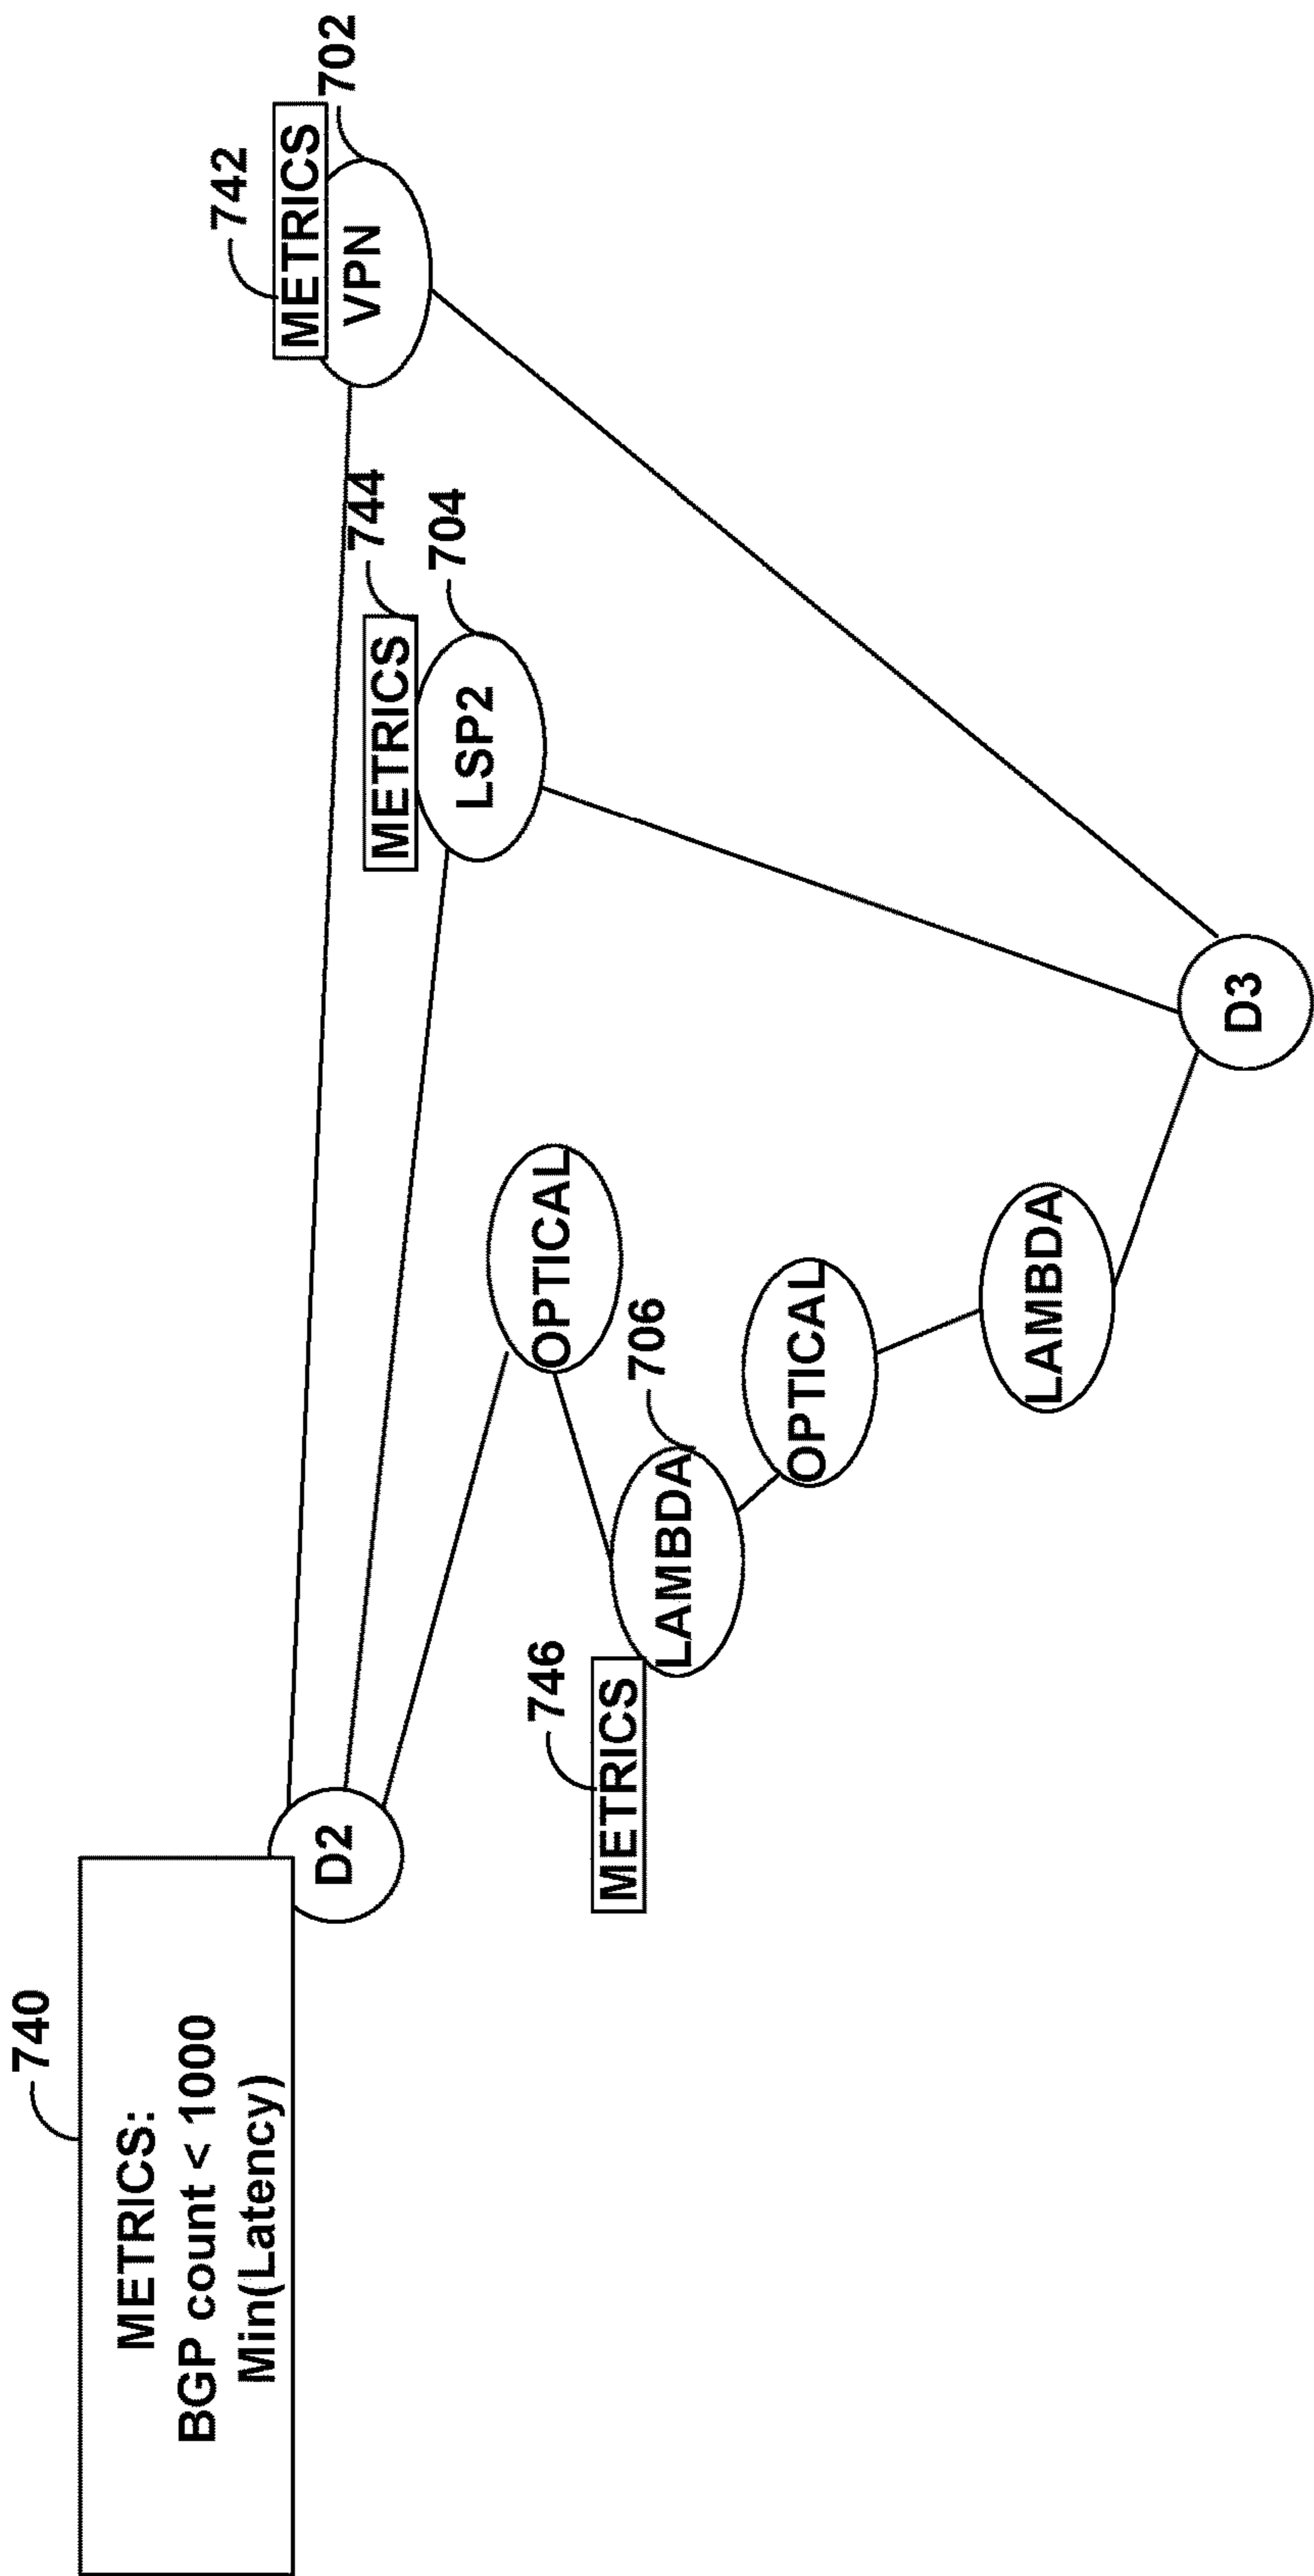 740
METRICS:
BGP count < 1000
Min(Latency)
D2
742
METRICS
702
VPN
744
METRICS
704
LSP2
OPTICAL
746
METRICS
706
LAMBDA
OPTICAL
LAMBDA
D3